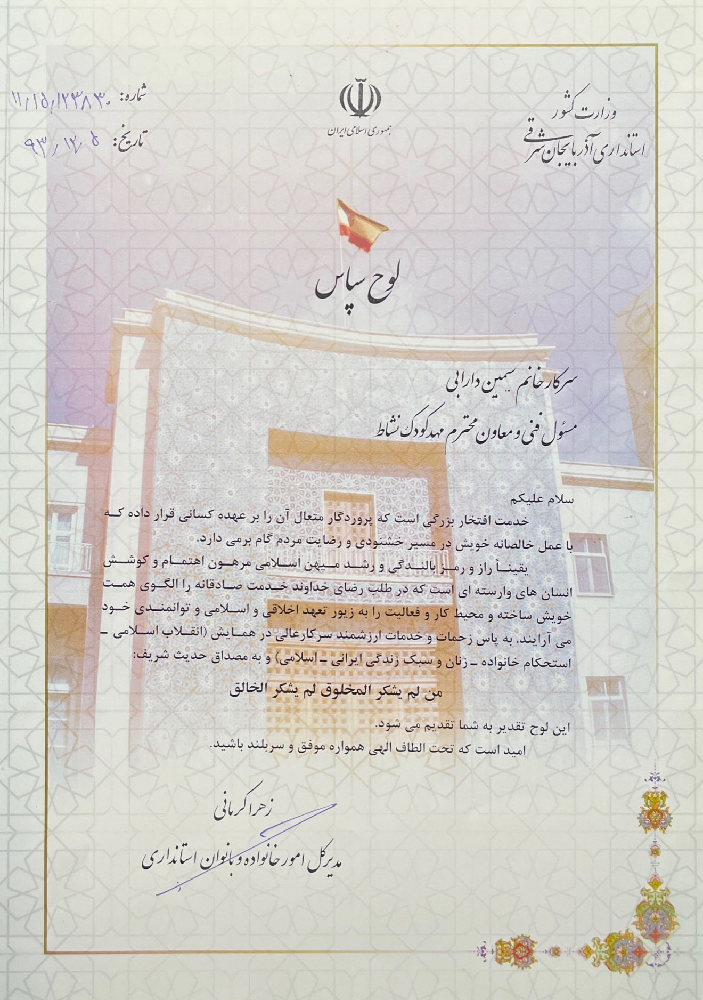 وزارت کشور
استانداری آذربایجان شرقی
جمهوری اسلامی ایران
شماره: ۱۱/۱۵/۱۲۳۸۳۰
تاریخ: ۹۳/۱۲/۵
لوح سپاس
سرکار خانم سیمین دارابی
مسئول فنی و معاون محترم مهد کودک نشاط
سلام علیکم
خدمت افتخار بزرگی است که پروردگار متعال آن را بر عهده کسانی قرار داده که
با عمل خالصانه خویش در مسیر خشنودی و رضایت مردم گام برمی دارد.
یقیناً راز و رمز بالندگی و رشد میهن اسلامی مرهون اهتمام و کوشش
انسان های وارسته ای است که در طلب رضای خداوند خدمت صادقانه را الگوی همت
خویش ساخته و محیط کار و فعالیت را به زیور تعهد اخلاقی و اسلامی و توانمندی خود
می آرایند. به پاس زحمات و خدمات ارزشمند سرکارعالی در همایش (انقلاب اسلامی ـ
استحکام خانواده ـ زنان و سبک زندگی ایرانی ـ اسلامی) و به مصداق حدیث شریف:
من لم یشکر المخلوق لم یشکر الخالق
این لوح تقدیر به شما تقدیم می شود.
امید است که تحت الطاف الهی همواره موفق و سربلند باشید.
زهرا کرمانی
مدیرکل امور خانواده و بانوان استانداری